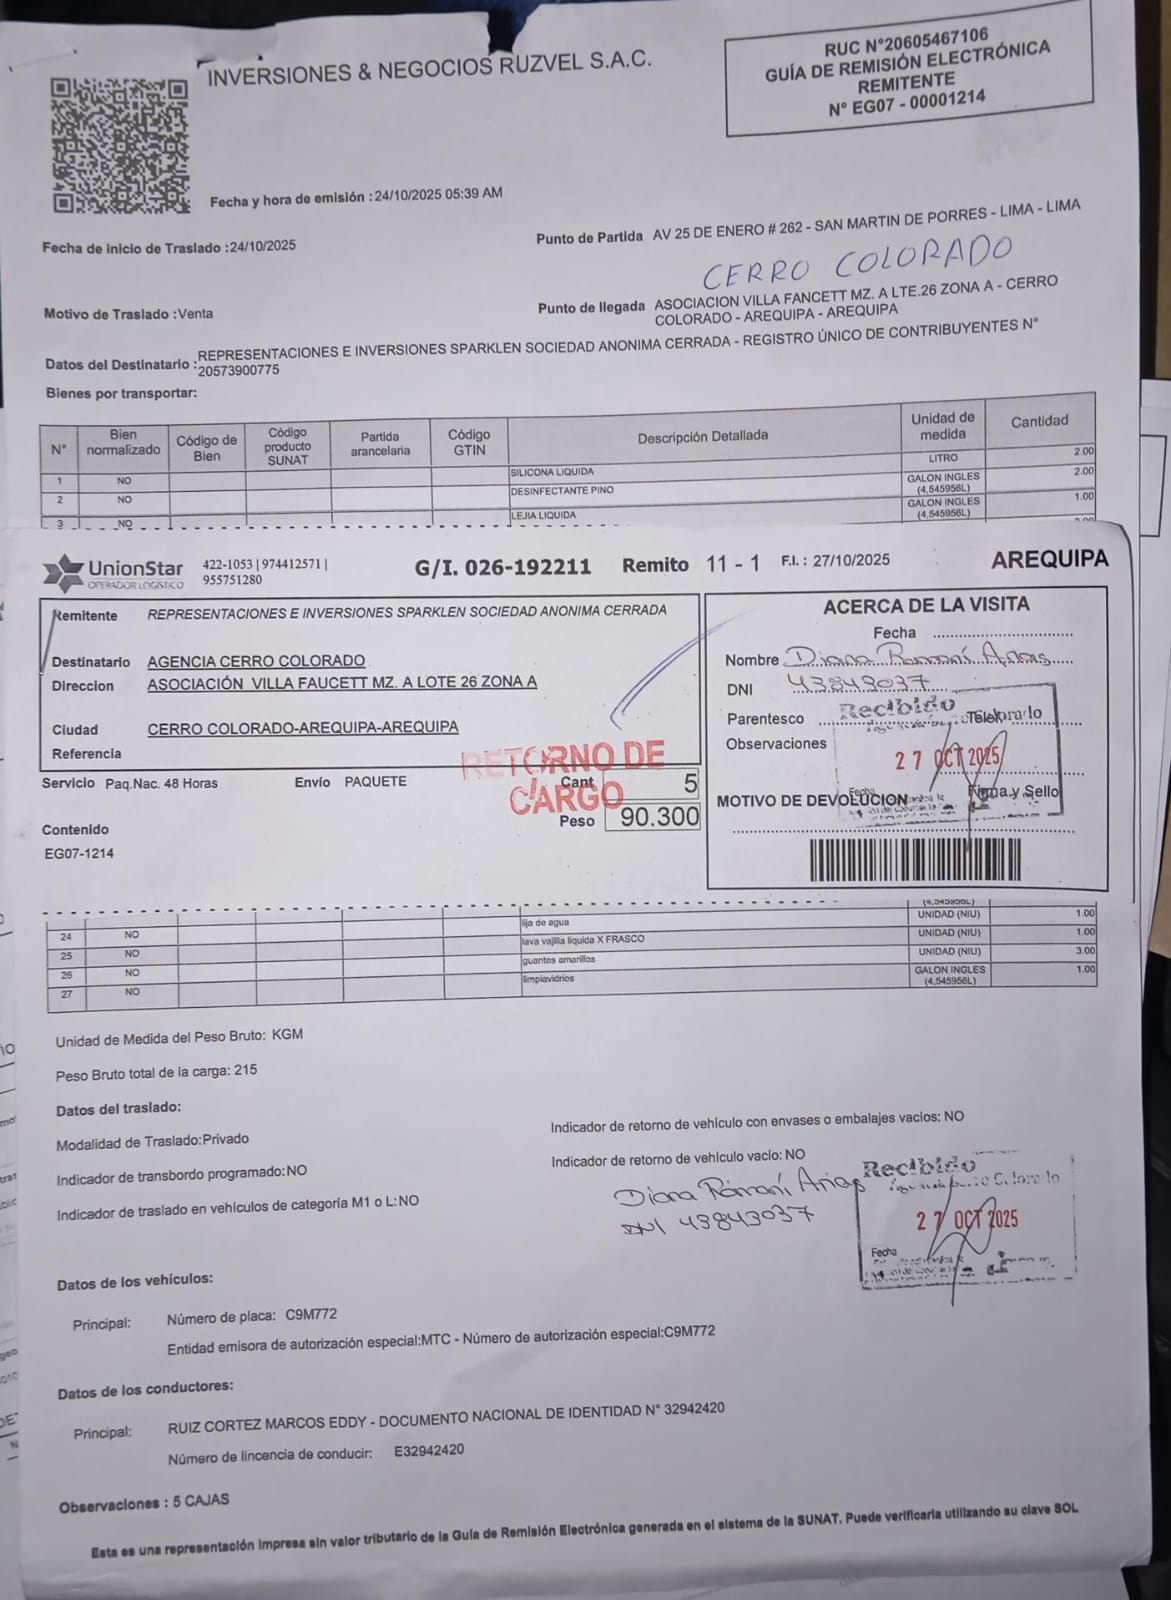 INVERSIONES & NEGOCIOS RUZVEL S.A.C.
RUC N°20605467106
GUÍA DE REMISIÓN ELECTRÓNICA
REMITENTE
N° EG07 - 00001214
Fecha y hora de emisión : 24/10/2025 05:39 AM
Fecha de inicio de Traslado : 24/10/2025
Punto de Partida AV 25 DE ENERO # 262 - SAN MARTIN DE PORRES - LIMA - LIMA
CERRO COLORADO
Motivo de Traslado : Venta
Punto de llegada ASOCIACION VILLA FANCETT MZ. A LTE.26 ZONA A - CERRO
COLORADO - AREQUIPA - AREQUIPA
Datos del Destinatario : REPRESENTACIONES E INVERSIONES SPARKLEN SOCIEDAD ANONIMA CERRADA - REGISTRO ÚNICO DE CONTRIBUYENTES N°
20573900775
Bienes por transportar:
N° Bien normalizado Código de Bien Código producto SUNAT Partida arancelaria Código GTIN Descripción Detallada Unidad de medida Cantidad
1 NO SILICONA LIQUIDA LITRO 2.00
2 NO DESINFECTANTE PINO GALON INGLES (4,545956L) 2.00
3 NO LEJIA LIQUIDA GALON INGLES (4,545956L) 1.00
UnionStar
OPERADOR LOGISTICO
422-1053 | 974412571 |
955751280
G/I. 026-192211 Remito 11 - 1 F.I. : 27/10/2025 AREQUIPA
Remitente REPRESENTACIONES E INVERSIONES SPARKLEN SOCIEDAD ANONIMA CERRADA
Destinatario AGENCIA CERRO COLORADO
Direccion ASOCIACIÓN VILLA FAUCETT MZ. A LOTE 26 ZONA A
Ciudad CERRO COLORADO-AREQUIPA-AREQUIPA
Referencia
RETORNO DE
CARGO
Servicio Paq.Nac. 48 Horas Envío PAQUETE Cant 5
Peso 90.300
Contenido
EG07-1214
ACERCA DE LA VISITA
Fecha
Nombre Diana Romaní Arias
DNI 43843037
Parentesco Telef.
Recibido
Observaciones
27 OCT 2025
Fecha
MOTIVO DE DEVOLUCION Firma y Sello
(4,545956L)
24 NO lija de agua UNIDAD (NIU) 1.00
25 NO lava vajilla liquida X FRASCO UNIDAD (NIU) 1.00
26 NO guantes amarillos UNIDAD (NIU) 3.00
27 NO limpiavidrios GALON INGLES (4,545956L) 1.00
Unidad de Medida del Peso Bruto: KGM
Peso Bruto total de la carga: 215
Datos del traslado:
Modalidad de Traslado:Privado
Indicador de retorno de vehículo con envases o embalajes vacios: NO
Indicador de transbordo programado:NO
Indicador de retorno de vehículo vacio: NO
Indicador de traslado en vehículos de categoria M1 o L:NO
Diana Romaní Arias
DNI 43843037
Recibido
27 OCT 2025
Fecha
Datos de los vehículos:
Principal: Número de placa: C9M772
Entidad emisora de autorización especial:MTC - Número de autorización especial:C9M772
Datos de los conductores:
Principal: RUIZ CORTEZ MARCOS EDDY - DOCUMENTO NACIONAL DE IDENTIDAD N° 32942420
Número de lincencia de conducir: E32942420
Observaciones : 5 CAJAS
Esta es una representación impresa sin valor tributario de la Guía de Remisión Electrónica generada en el sistema de la SUNAT. Puede verificarla utilizando su clave SOL